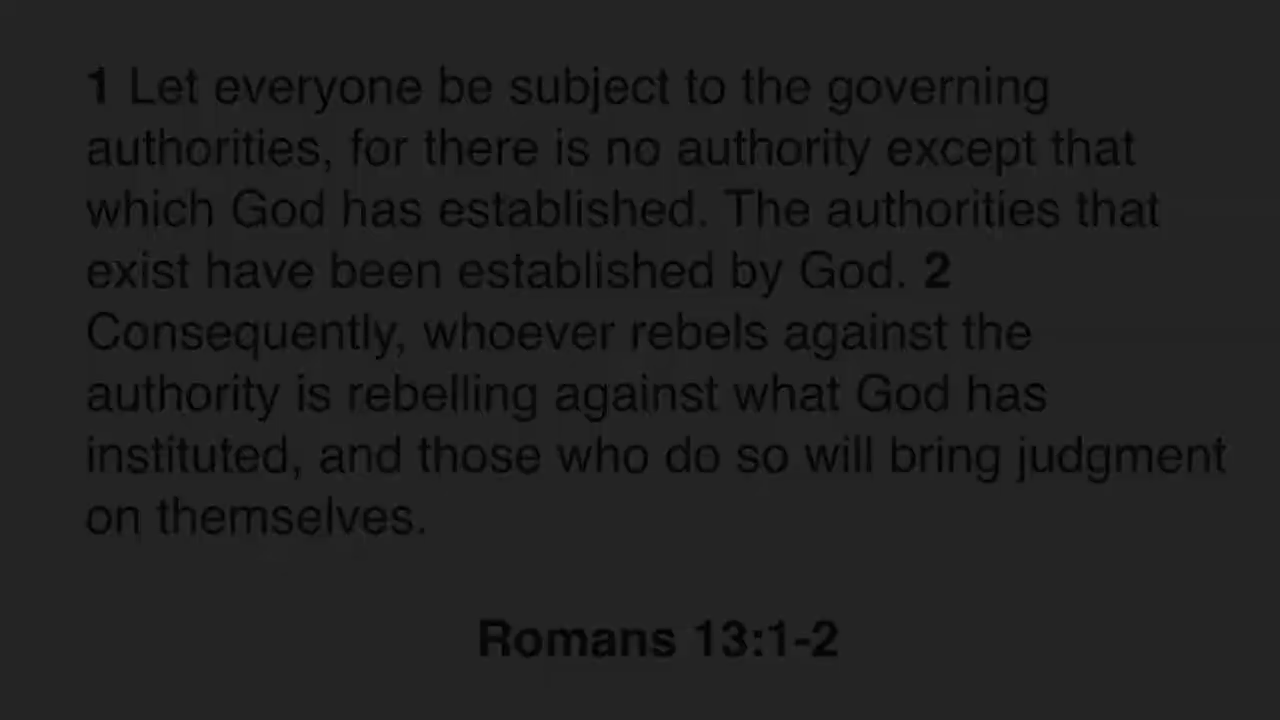 1 Let everyone be subject to the governing
authorities, for there is no authority except that
which God has established. The authorities that
exist have been established by God. 2
Consequently, whoever rebels against the
authority is rebelling against what God has
instituted, and those who do so will bring judgment
on themselves.
Romans 13:1-2